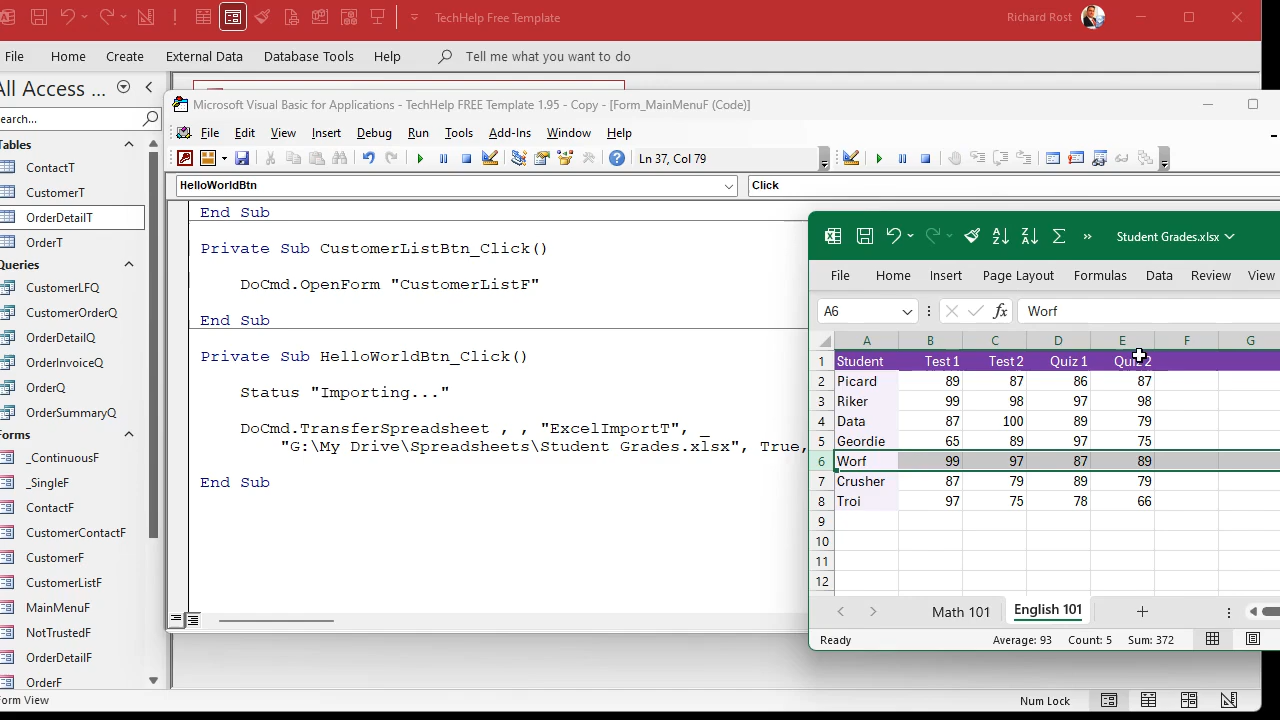 TechHelp Free Template
Richard Rost
File Home Create External Data Database Tools Help Tell me what you want to do
All Access ...
earch...
Tables
ContactT
CustomerT
OrderDetailT
OrderT
Queries
CustomerLFQ
CustomerOrderQ
OrderDetailQ
OrderInvoiceQ
OrderQ
OrderSummaryQ
Forms
_ContinuousF
_SingleF
ContactF
CustomerContactF
CustomerF
CustomerListF
MainMenuF
NotTrustedF
OrderDetailF
OrderF
Form View
Num Lock
Microsoft Visual Basic for Applications - TechHelp FREE Template 1.95 - Copy - [Form_MainMenuF (Code)]
File Edit View Insert Debug Run Tools Add-Ins Window Help
Ln 37, Col 79
HelloWorldBtn Click
End Sub
Private Sub CustomerListBtn_Click()
DoCmd.OpenForm "CustomerListF"
End Sub
Private Sub HelloWorldBtn_Click()
Status "Importing..."
DoCmd.TransferSpreadsheet , , "ExcelImportT", _
"G:\My Drive\Spreadsheets\Student Grades.xlsx", True,
End Sub
Student Grades.xlsx
File Home Insert Page Layout Formulas Data Review View
A6 fx Worf
A B C D E F G
1 Student Test 1 Test 2 Quiz 1 Quiz 2
2 Picard 89 87 86 87
3 Riker 99 98 97 98
4 Data 87 100 89 79
5 Geordie 65 89 97 75
6 Worf 99 97 87 89
7 Crusher 87 79 89 79
8 Troi 97 75 78 66
9
10
11
12
Math 101 English 101
Ready Average: 93 Count: 5 Sum: 372